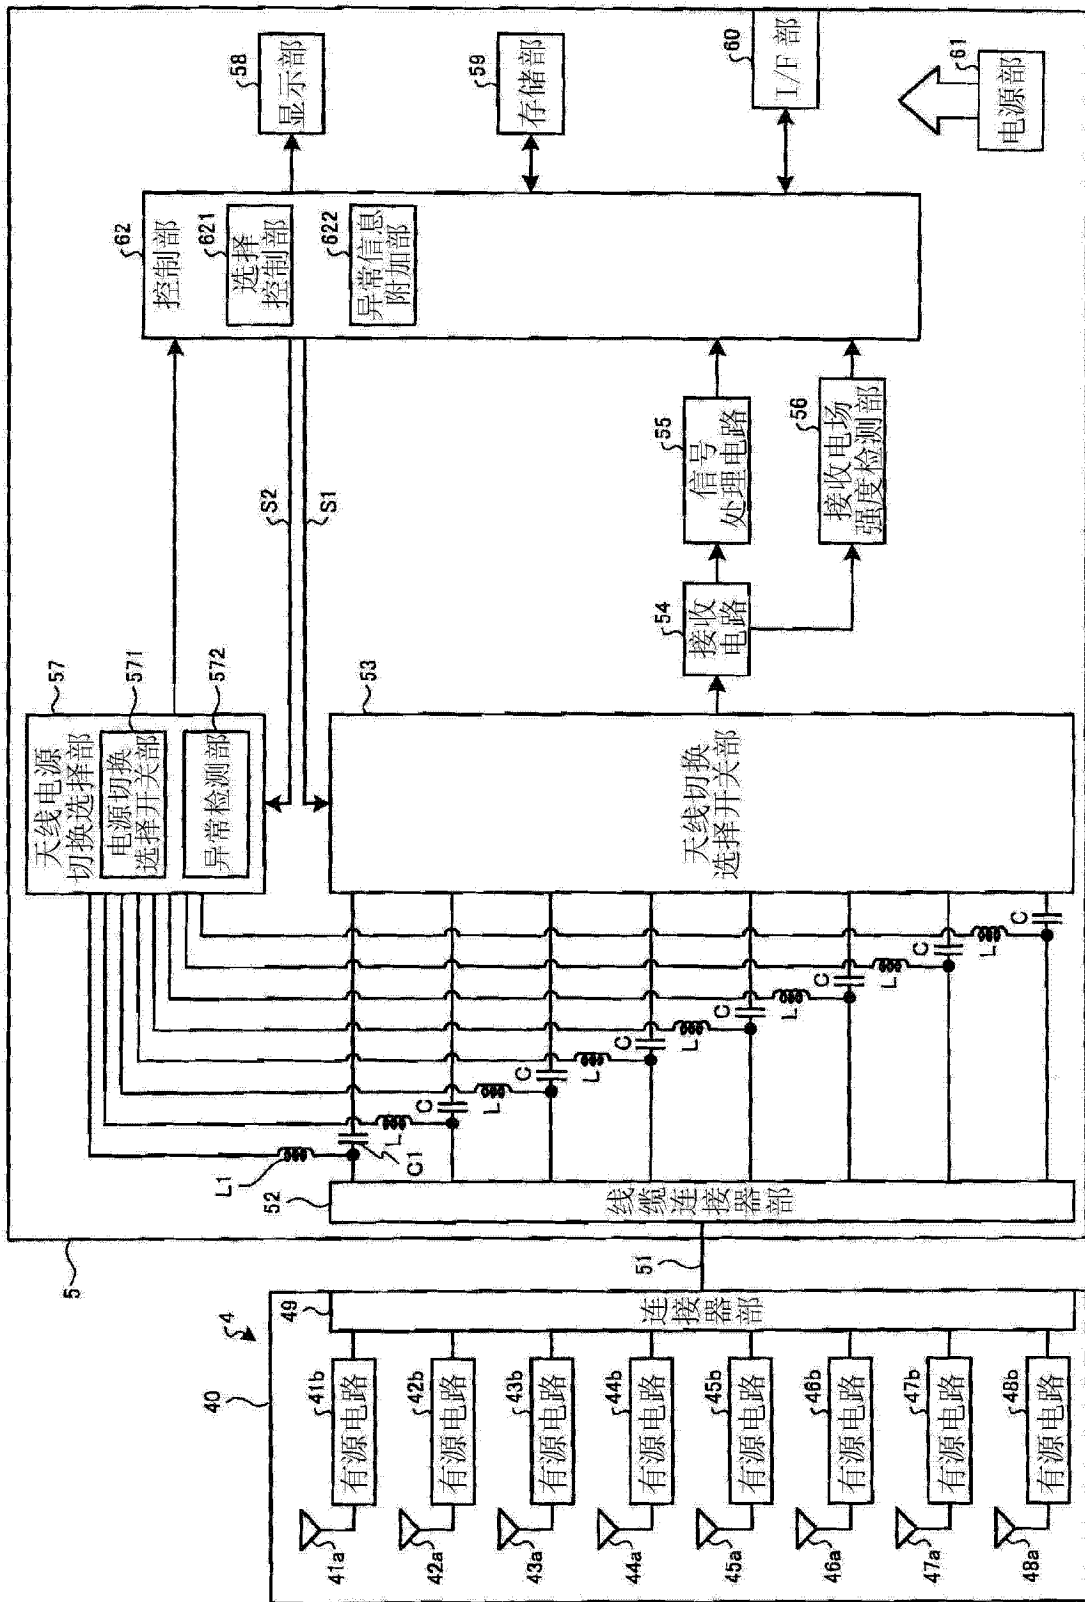 4
40
41a
41b
有源电路
42a
42b
有源电路
43a
43b
有源电路
44a
44b
有源电路
45a
45b
有源电路
46a
46b
有源电路
47a
47b
有源电路
48a
48b
有源电路
49
连接器部
51
5
52
线缆连接器部
L1
C1
L
C
L
C
L
C
L
C
L
C
L
C
L
C
57
天线电源
切换选择部
571
电源切换
选择开关部
572
异常检测部
53
天线切换
选择开关部
S2
S1
54
接收
电路
55
信号
处理电路
56
接收电场
强度检测部
62
控制部
621
选择
控制部
622
异常信息
附加部
58
显示部
59
存储部
60
I/F部
61
电源部